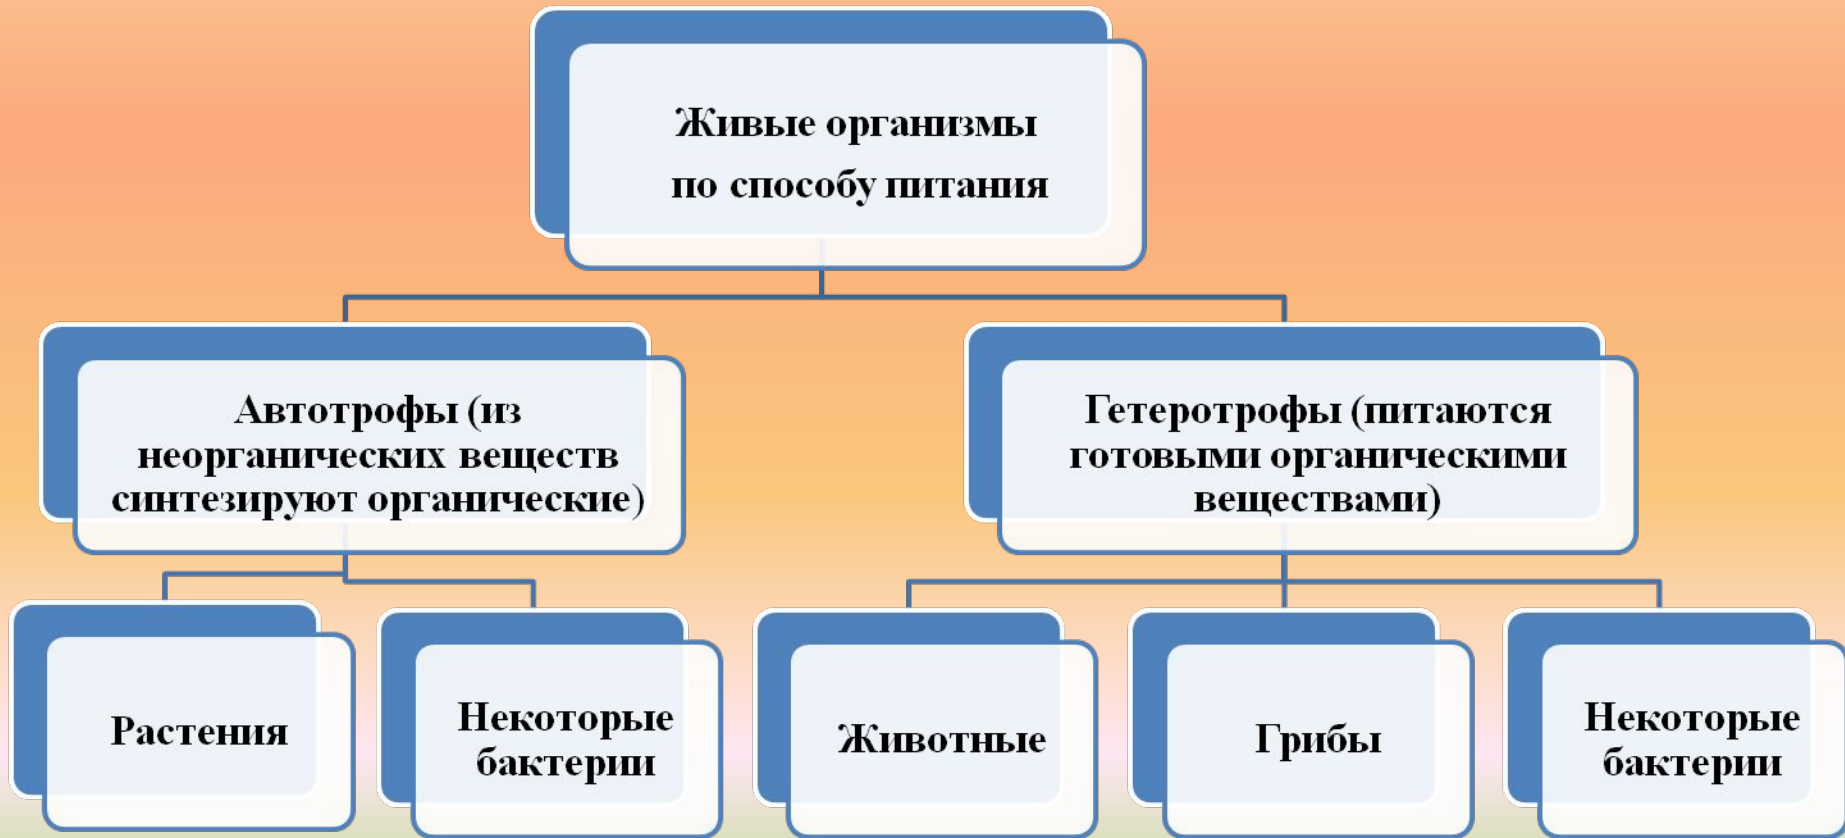 Живые организмы
по способу питания
Автотрофы (из
неорганических веществ
синтезируют органические)
Гетеротрофы (питаются
готовыми органическими
веществами)
Растения
Некоторые
бактерии
Животные
Грибы
Некоторые
бактерии